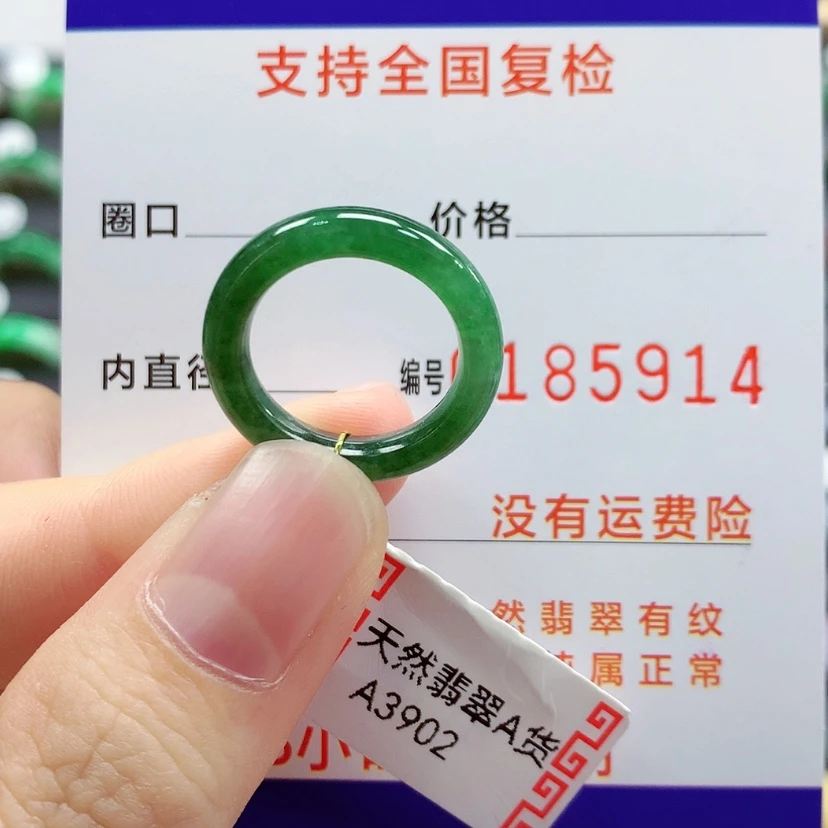 支持全国复检
圈口 价格
内直径 编号 185914
没有运费险
然翡翠有纹
属正常
天然翡翠A货
A3902
小